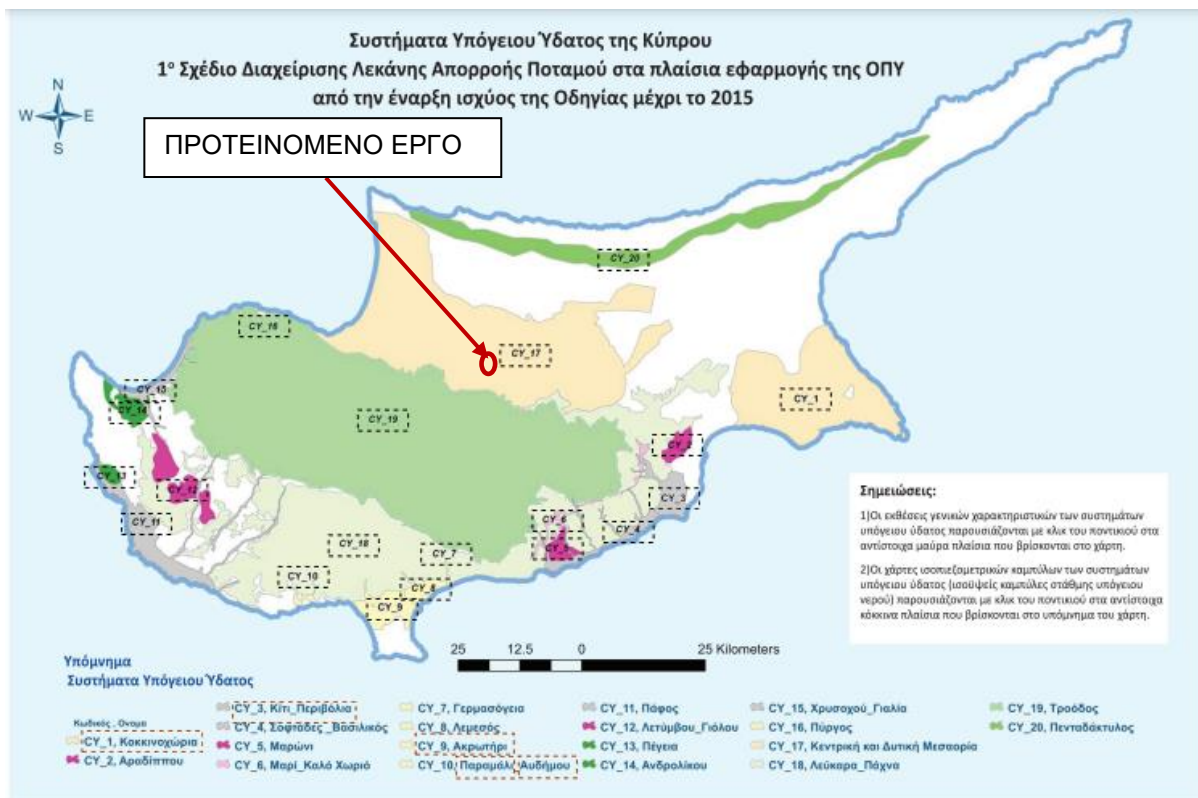 Συστήματα Υπόγειου Ύδατος της Κύπρου
1º Σχέδιο Διαχείρισης Λεκάνης Απορροής Ποταμού στα πλαίσια εφαρμογής της ΟΠΥ
από την έναρξη ισχύος της Οδηγίας μέχρι το 2015
N
W E
S
ΠΡΟΤΕΙΝΟΜΕΝΟ ΕΡΓΟ
CY_20
CY_16
CY_17
CY_15
CY_14
CY_19
CY_1
CY_2
CY_13
CY_12
CY_3
CY_11
CY_6
CY_4
CY_18
CY_7
CY_10
CY_8
CY_9
Σημειώσεις:
1)Οι εκθέσεις γενικών χαρακτηριστικών των συστημάτων
υπόγειου ύδατος παρουσιάζονται με κλικ του ποντικιού στα
αντίστοιχα μαύρα πλαίσια που βρίσκονται στο χάρτη.
2)Οι χάρτες ισοπιεζομετρικών καμπύλων των συστημάτων
υπόγειου ύδατος (ισοϋψείς καμπύλες στάθμης υπόγειου
νερού) παρουσιάζονται με κλικ του ποντικιού στα αντίστοιχα
κόκκινα πλαίσια που βρίσκονται στο υπόμνημα του χάρτη.
25 12.5 0 25 Kilometers
Υπόμνημα
Συστήματα Υπόγειου Ύδατος
Κωδικός , Ονομα
CY_1, Κοκκινοχώρια
CY_2, Αραδίππου
CY_3, Κίτι_Περιβόλια
CY_4, Σοφτάδες_Βασιλικός
CY_5, Μαρώνι
CY_6, Μαρί_Καλό Χωριό
CY_7, Γερμασόγεια
CY_8, Λεμεσός
CY_9, Ακρωτήρι
CY_10, Παραμάλι Αυδήμου
CY_11, Πάφος
CY_12, Λετύμβου_Γιόλου
CY_13, Πέγεια
CY_14, Ανδρολίκου
CY_15, Χρυσοχού_Γιαλία
CY_16, Πύργος
CY_17, Κεντρική και Δυτική Μεσαορία
CY_18, Λεύκαρα_Πάχνα
CY_19, Τροόδος
CY_20, Πενταδάκτυλος